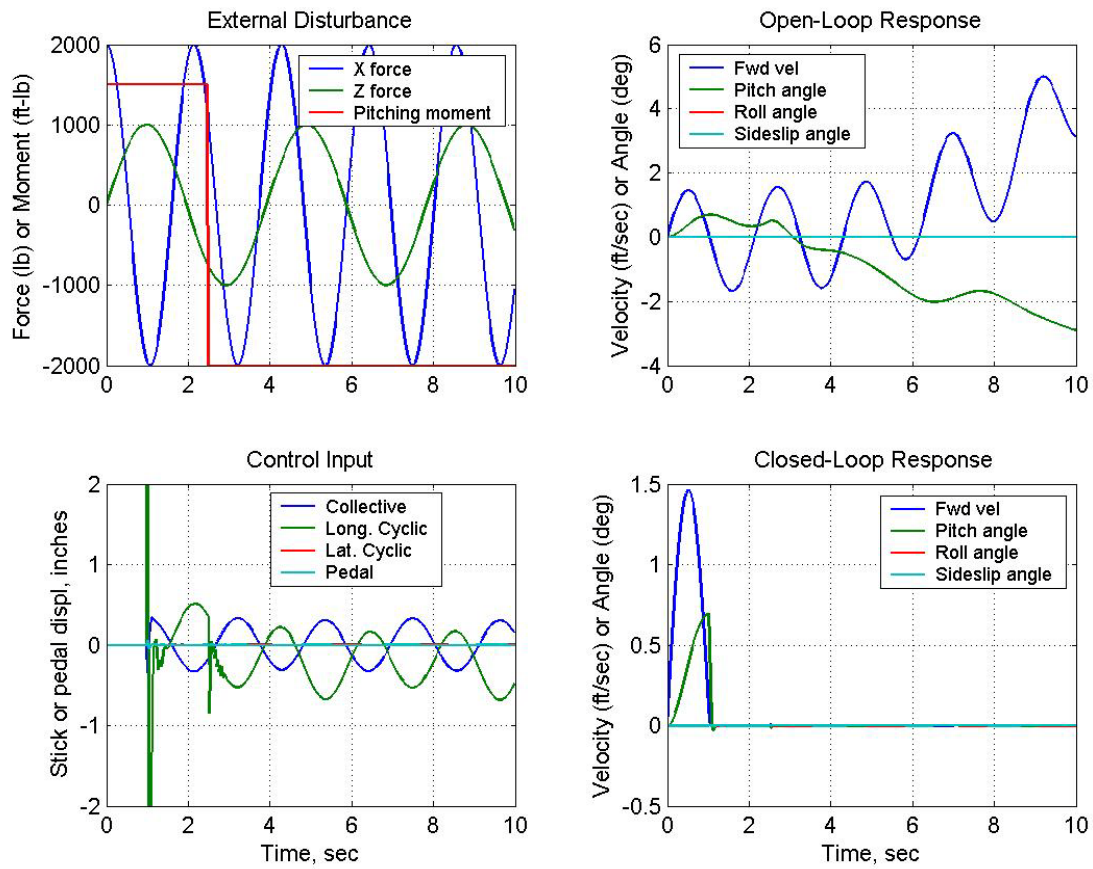 External Disturbance
Force (lb) or Moment (ft-lb)
2000
1000
0
-1000
-2000
X force
Z force
Pitching moment
0 2 4 6 8 10
Open-Loop Response
Velocity (ft/sec) or Angle (deg)
6
4
2
0
-2
-4
Fwd vel
Pitch angle
Roll angle
Sideslip angle
0 2 4 6 8 10
Control Input
Stick or pedal displ, inches
2
1
0
-1
-2
Collective
Long. Cyclic
Lat. Cyclic
Pedal
0 2 4 6 8 10
Time, sec
Closed-Loop Response
Velocity (ft/sec) or Angle (deg)
1.5
1
0.5
0
-0.5
Fwd vel
Pitch angle
Roll angle
Sideslip angle
0 2 4 6 8 10
Time, sec